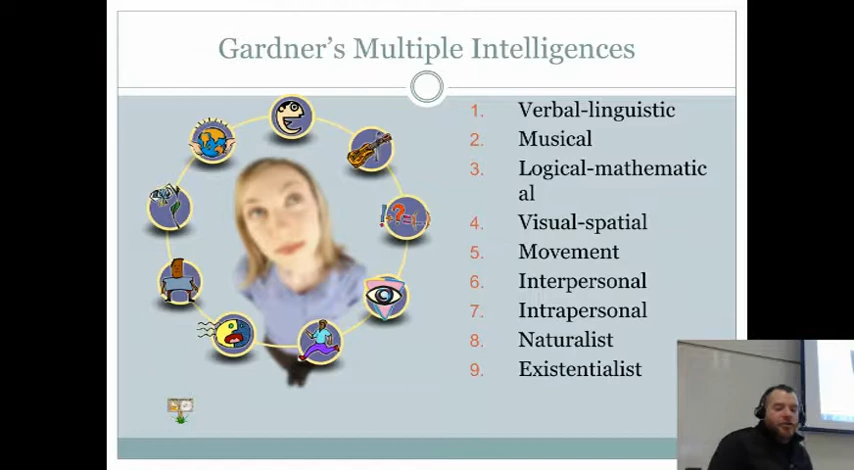 Gardner's Multiple Intelligences
1. Verbal-linguistic
2. Musical
3. Logical-mathematic
al
4. Visual-spatial
5. Movement
6. Interpersonal
7. Intrapersonal
8. Naturalist
9. Existentialist